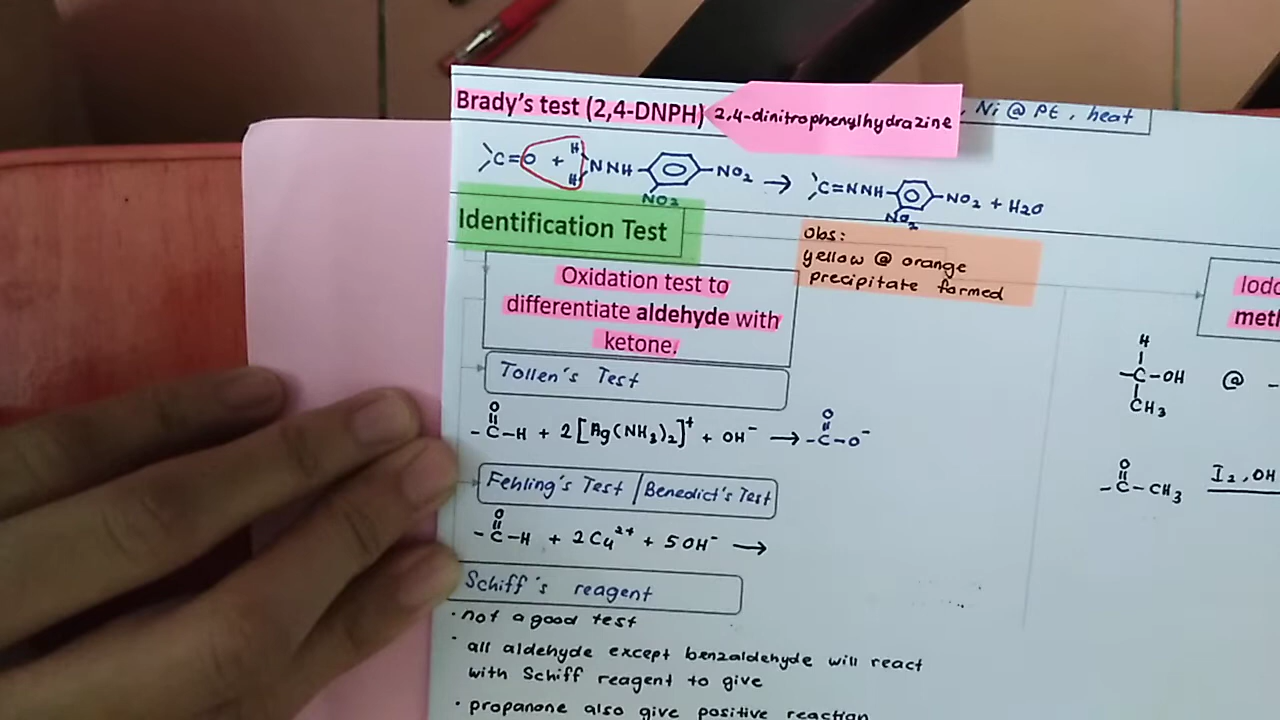 Brady's test (2,4-DNPH) 2,4-dinitrophenylhydrazine
, Ni @ Pt , heat
C=O + H H NNH NO2 NO2 → C=NNH NO2 NO2 + H2O
Identification Test
Obs:
yellow @ orange
precipitate formed
Oxidation test to
differentiate aldehyde with
ketone.
Tollen's Test
O O
-C-H + 2[Ag(NH3)2]⁺ + OH⁻ → -C-O⁻
Fehling's Test / Benedict's Test
O
-C-H + 2Cu²⁺ + 5OH⁻ →
Schiff's reagent
• not a good test
• all aldehyde except benzaldehyde will react
with Schiff reagent to give
• propanone also give positive reaction
H
-C-OH @ -
CH3
O
-C-CH3 I2, OH